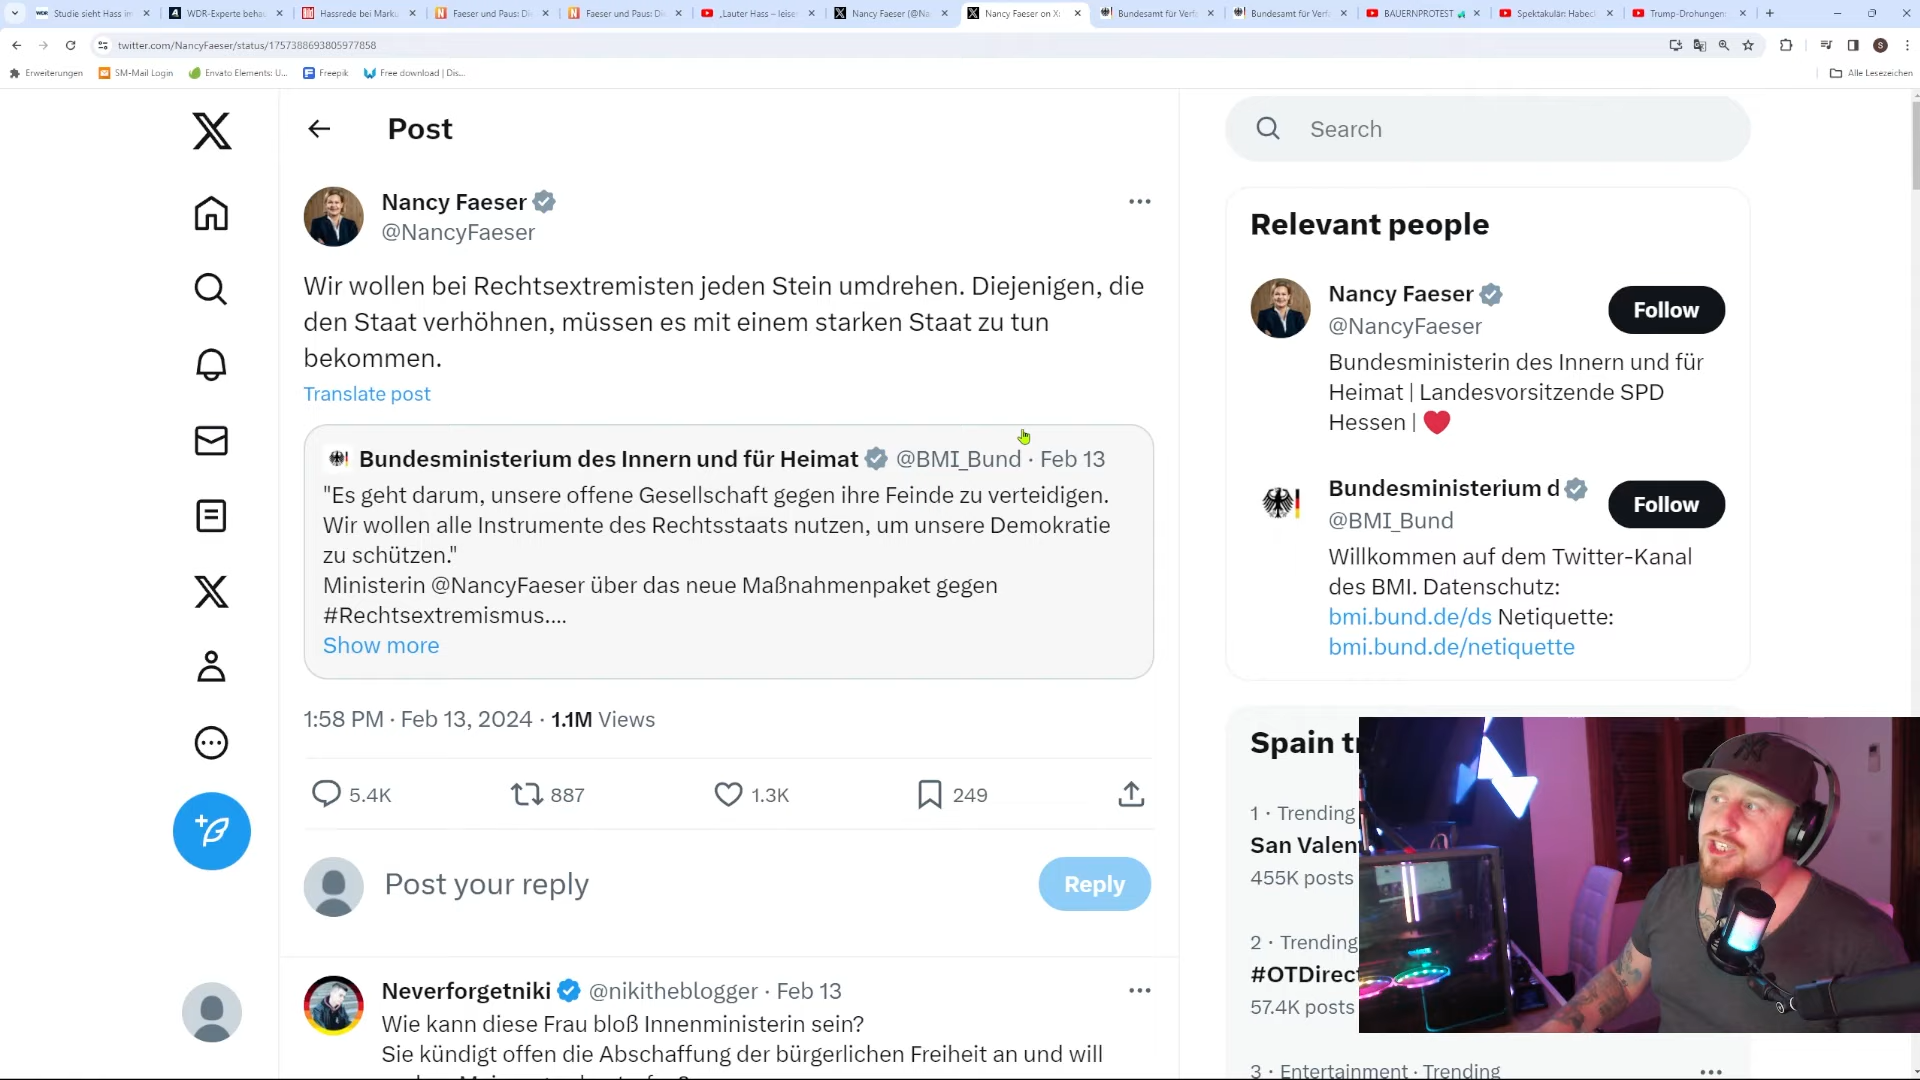 Studie sieht Hass im
WDR-Experte beha
Hassrede bei Marku
Faeser und Paus: Di
Faeser und Paus: Di
„Lauter Hass – leise
Nancy Faeser (@Na
Nancy Faeser on X:
Bundesamt für Verf
Bundesamt für Verf
BAUERNPROTEST
Spektakulär: Habec
Trump-Drohungen:
twitter.com/NancyFaeser/status/1757388693805977858
Erweiterungen
SM-Mail Login
Envato Elements: U...
Freepik
Free download | Dis...
Alle Lesezeichen
Post
Nancy Faeser
@NancyFaeser
Wir wollen bei Rechtsextremisten jeden Stein umdrehen. Diejenigen, die
den Staat verhöhnen, müssen es mit einem starken Staat zu tun
bekommen.
Translate post
Bundesministerium des Innern und für Heimat @BMI_Bund · Feb 13
"Es geht darum, unsere offene Gesellschaft gegen ihre Feinde zu verteidigen.
Wir wollen alle Instrumente des Rechtsstaats nutzen, um unsere Demokratie
zu schützen."
Ministerin @NancyFaeser über das neue Maßnahmenpaket gegen
#Rechtsextremismus....
Show more
1:58 PM · Feb 13, 2024 · 1.1M Views
5.4K 887 1.3K 249
Post your reply
Reply
Neverforgetniki @nikitheblogger · Feb 13
Wie kann diese Frau bloß Innenministerin sein?
Sie kündigt offen die Abschaffung der bürgerlichen Freiheit an und will
Search
Relevant people
Nancy Faeser
@NancyFaeser
Follow
Bundesministerin des Innern und für
Heimat | Landesvorsitzende SPD
Hessen | ❤️
Bundesministerium d
@BMI_Bund
Follow
Willkommen auf dem Twitter-Kanal
des BMI. Datenschutz:
bmi.bund.de/ds Netiquette:
bmi.bund.de/netiquette
Spain
1 · Trending
San Valen
455K posts
2 · Trending
#OTDirec
57.4K posts
3 · Entertainment · Trending